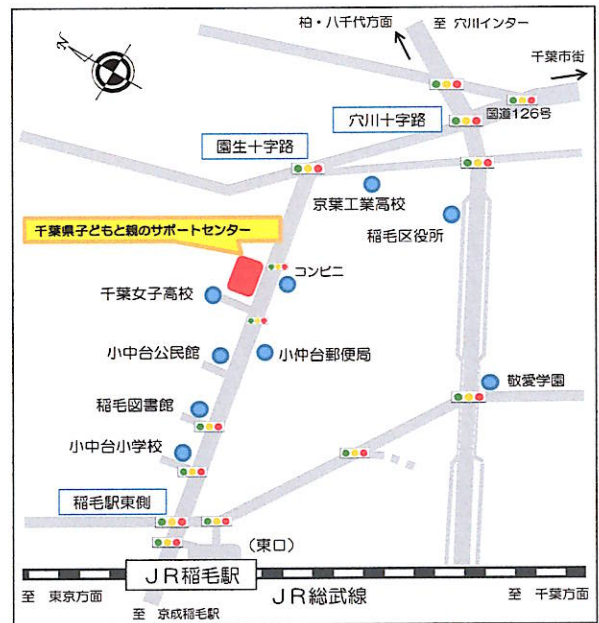 柏・八千代方面
至 穴川インター
千葉市街
N
穴川十字路
国道126号
園生十字路
京葉工業高校
稲毛区役所
千葉県子どもと親のサポートセンター
コンビニ
千葉女子高校
小中台公民館
小仲台郵便局
敬愛学園
稲毛図書館
小中台小学校
稲毛駅東側
(東口)
JR稲毛駅
至 東京方面
JR総武線
至 千葉方面
至 京成稲毛駅